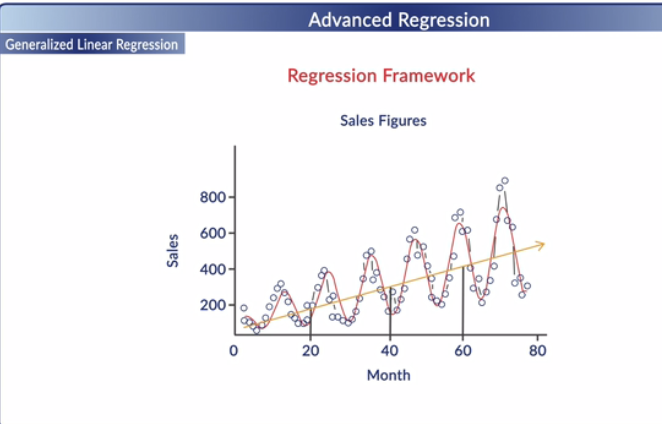 Advanced Regression
Generalized Linear Regression
Regression Framework
Sales Figures
800
600
400
200
Sales
0 20 40 60 80
Month